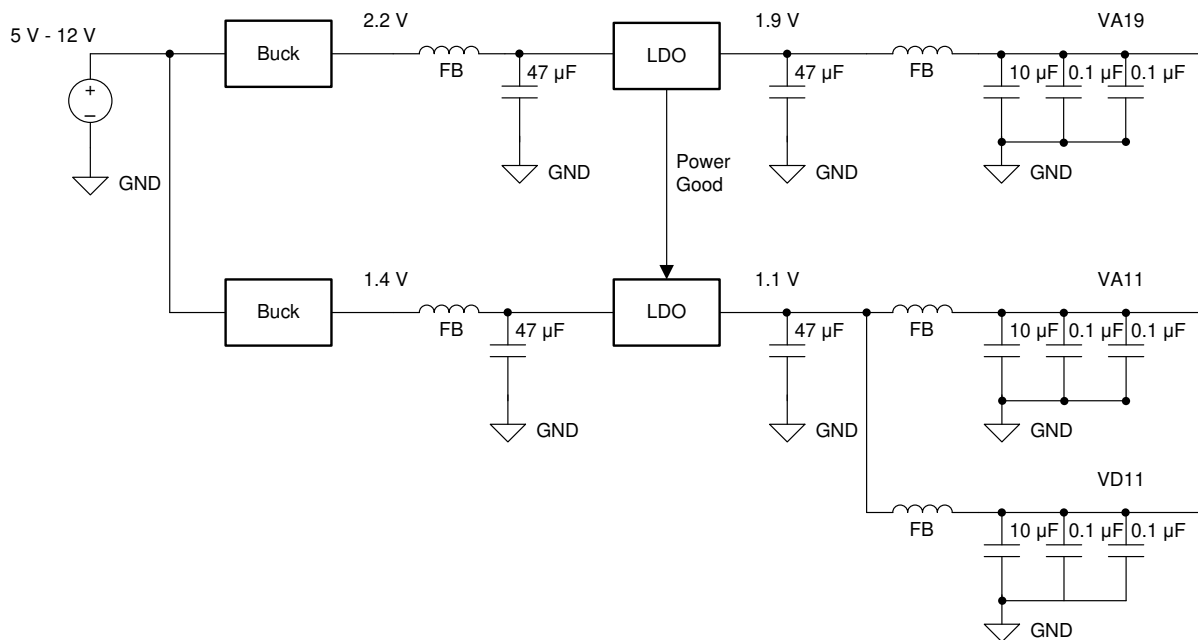 5 V - 12 V
Buck
2.2 V
FB
47 µF
GND
LDO
1.9 V
47 µF
GND
FB
VA19
10 µF
0.1 µF
0.1 µF
GND
+
−
GND
Power
Good
Buck
1.4 V
FB
47 µF
GND
LDO
1.1 V
47 µF
GND
FB
VA11
10 µF
0.1 µF
0.1 µF
GND
FB
VD11
10 µF
0.1 µF
0.1 µF
GND